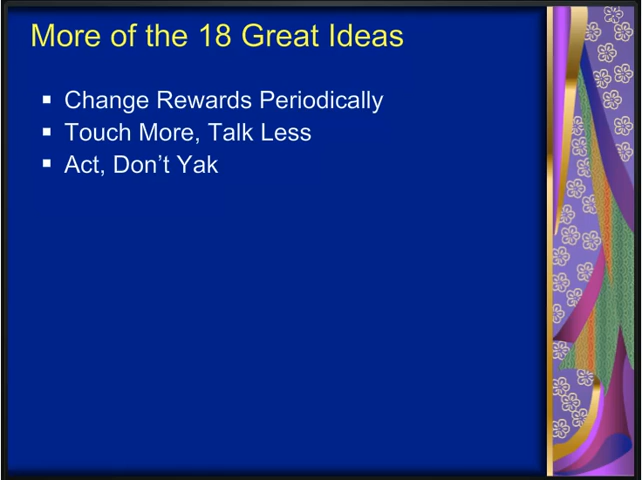 More of the 18 Great Ideas
Change Rewards Periodically
Touch More, Talk Less
Act, Don’t Yak